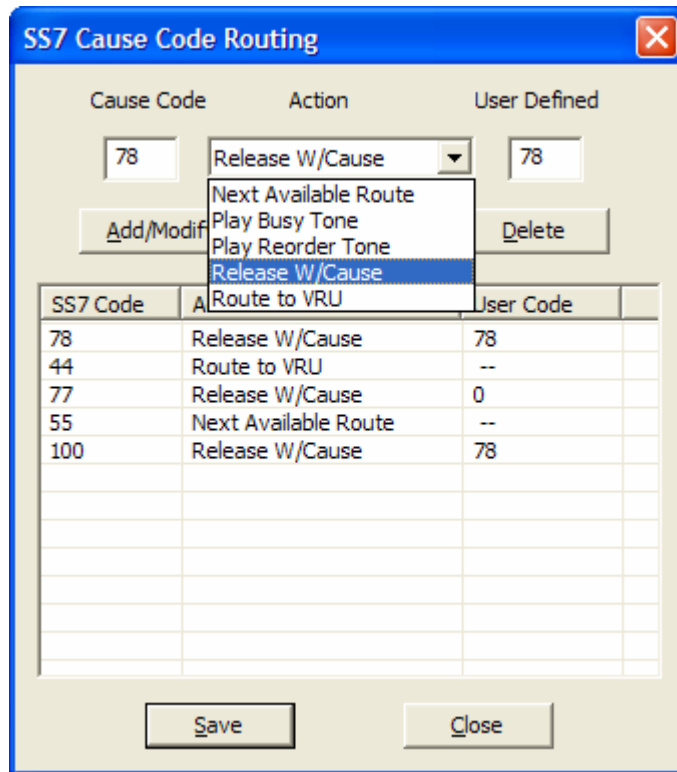 SS7 Cause Code Routing
Cause Code Action User Defined
78 Release W/Cause 78
Next Available Route
Play Busy Tone
Play Reorder Tone
Release W/Cause
Route to VRU
Add/Modif Delete
SS7 Code A User Code
78 Release W/Cause 78
44 Route to VRU --
77 Release W/Cause 0
55 Next Available Route --
100 Release W/Cause 78
Save Close